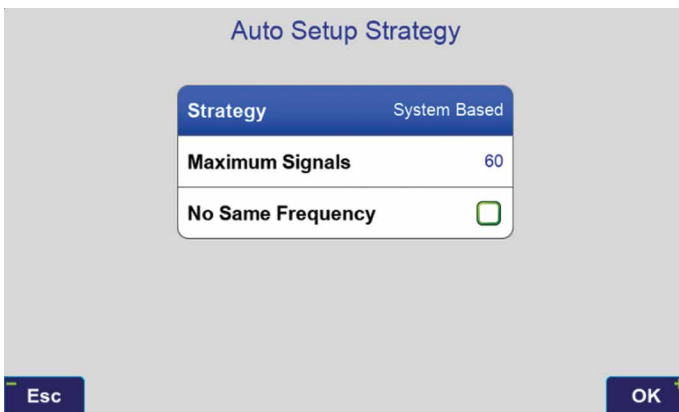 Auto Setup Strategy
Strategy System Based
Maximum Signals 60
No Same Frequency
- Esc OK +